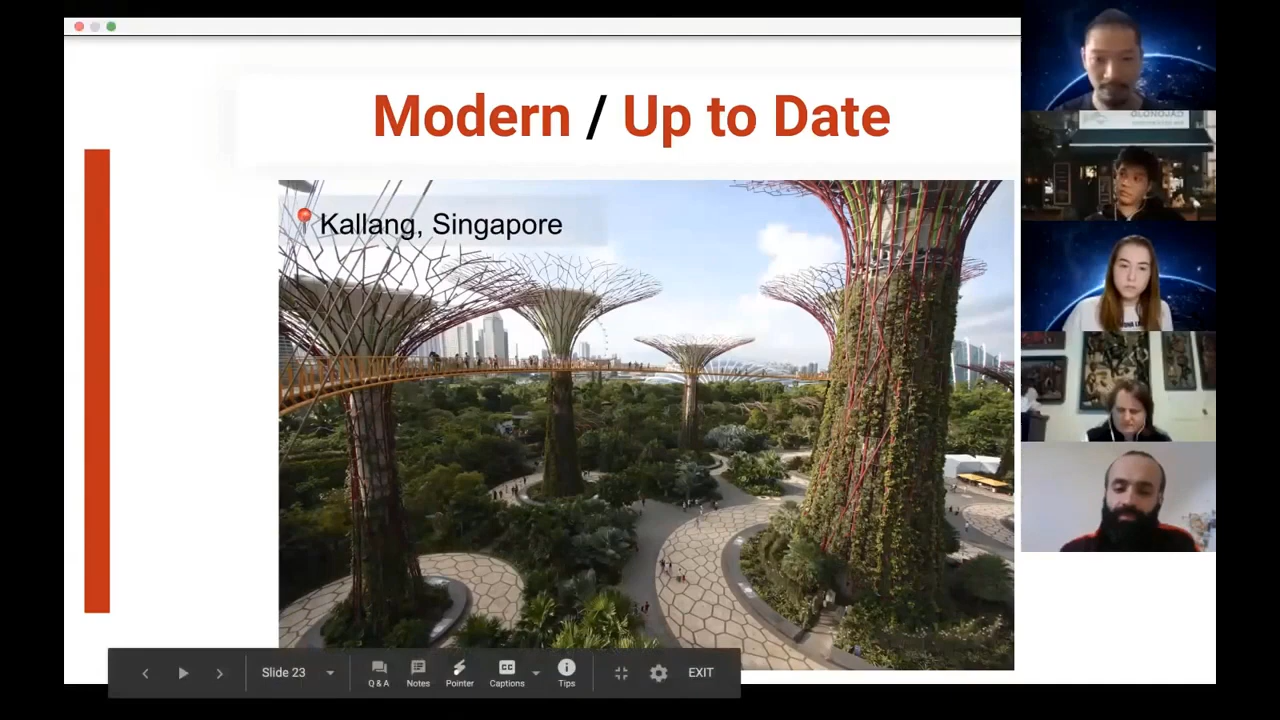 Modern / Up to Date
Kallang, Singapore
Slide 23
Q & A
Notes
Pointer
Captions
Tips
EXIT